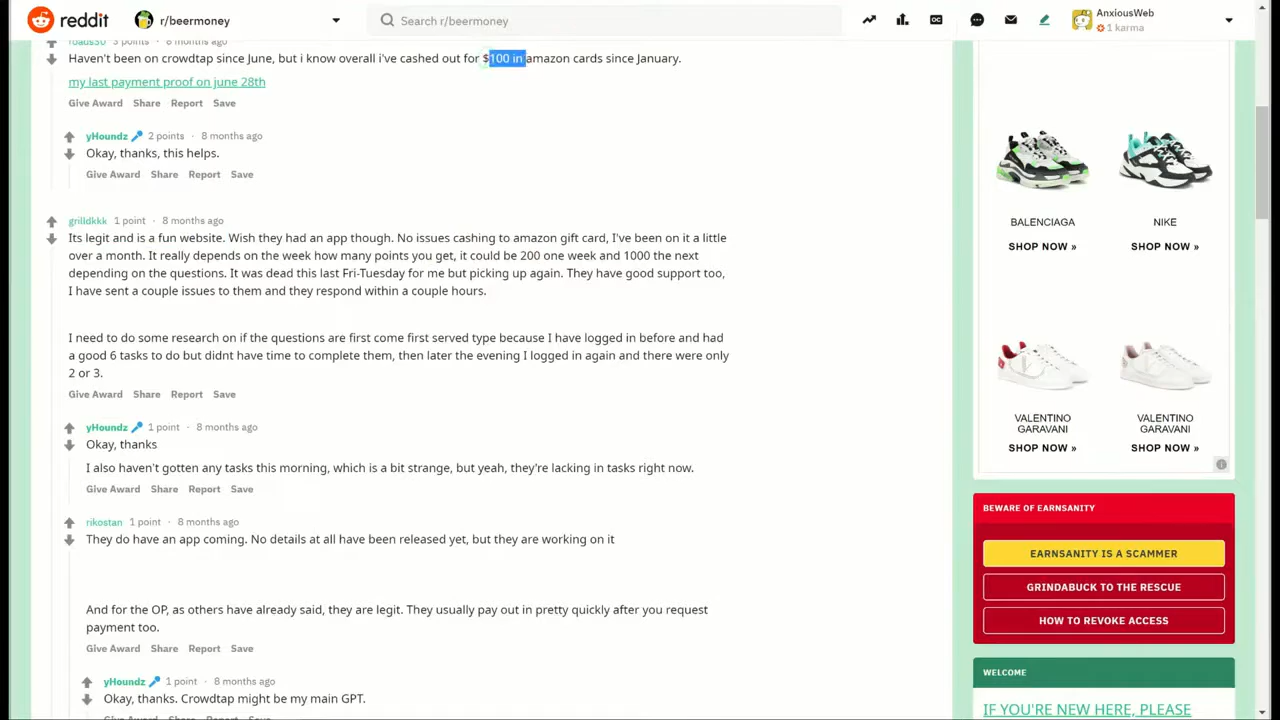 reddit
r/beermoney
Search r/beermoney
AnxiousWeb
1 karma
roads30 3 points · 8 months ago
Haven't been on crowdtap since June, but i know overall i've cashed out for $100 in amazon cards since January.
my last payment proof on june 28th
Give Award Share Report Save
yHoundz 2 points · 8 months ago
Okay, thanks, this helps.
Give Award Share Report Save
grilldkkk 1 point · 8 months ago
Its legit and is a fun website. Wish they had an app though. No issues cashing to amazon gift card, I've been on it a little
over a month. It really depends on the week how many points you get, it could be 200 one week and 1000 the next
depending on the questions. It was dead this last Fri-Tuesday for me but picking up again. They have good support too,
I have sent a couple issues to them and they respond within a couple hours.
I need to do some research on if the questions are first come first served type because I have logged in before and had
a good 6 tasks to do but didnt have time to complete them, then later the evening I logged in again and there were only
2 or 3.
Give Award Share Report Save
yHoundz 1 point · 8 months ago
Okay, thanks
I also haven't gotten any tasks this morning, which is a bit strange, but yeah, they're lacking in tasks right now.
Give Award Share Report Save
rikostan 1 point · 8 months ago
They do have an app coming. No details at all have been released yet, but they are working on it
And for the OP, as others have already said, they are legit. They usually pay out in pretty quickly after you request
payment too.
Give Award Share Report Save
yHoundz 1 point · 8 months ago
Okay, thanks. Crowdtap might be my main GPT.
Give Award Share Report Save
BALENCIAGA
SHOP NOW »
NIKE
SHOP NOW »
VALENTINO
GARAVANI
SHOP NOW »
VALENTINO
GARAVANI
SHOP NOW »
BEWARE OF EARNSANITY
EARNSANITY IS A SCAMMER
GRINDABUCK TO THE RESCUE
HOW TO REVOKE ACCESS
WELCOME
IF YOU'RE NEW HERE, PLEASE